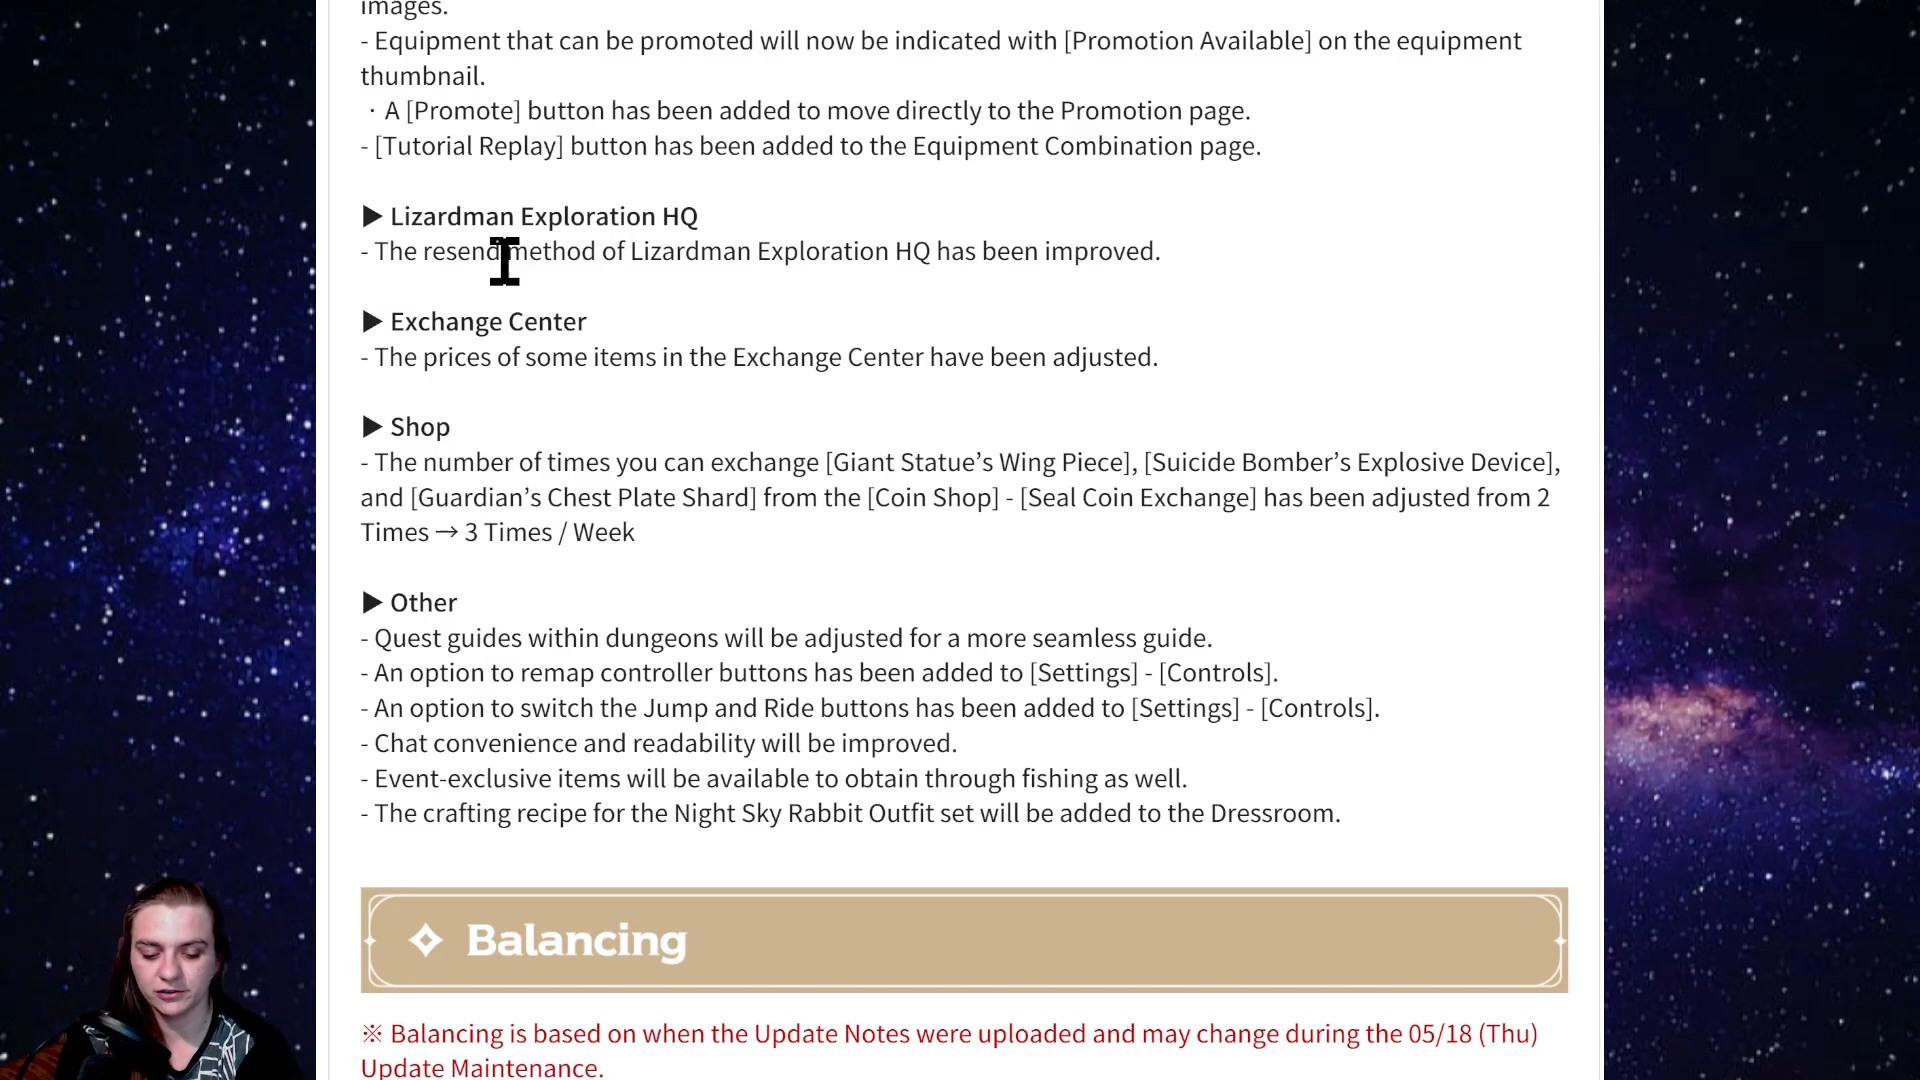 images.
- Equipment that can be promoted will now be indicated with [Promotion Available] on the equipment
thumbnail.
· A [Promote] button has been added to move directly to the Promotion page.
- [Tutorial Replay] button has been added to the Equipment Combination page.
▶ Lizardman Exploration HQ
- The resend method of Lizardman Exploration HQ has been improved.
▶ Exchange Center
- The prices of some items in the Exchange Center have been adjusted.
▶ Shop
- The number of times you can exchange [Giant Statue’s Wing Piece], [Suicide Bomber’s Explosive Device],
and [Guardian’s Chest Plate Shard] from the [Coin Shop] - [Seal Coin Exchange] has been adjusted from 2
Times → 3 Times / Week
▶ Other
- Quest guides within dungeons will be adjusted for a more seamless guide.
- An option to remap controller buttons has been added to [Settings] - [Controls].
- An option to switch the Jump and Ride buttons has been added to [Settings] - [Controls].
- Chat convenience and readability will be improved.
- Event-exclusive items will be available to obtain through fishing as well.
- The crafting recipe for the Night Sky Rabbit Outfit set will be added to the Dressroom.
Balancing
※ Balancing is based on when the Update Notes were uploaded and may change during the 05/18 (Thu)
Update Maintenance.